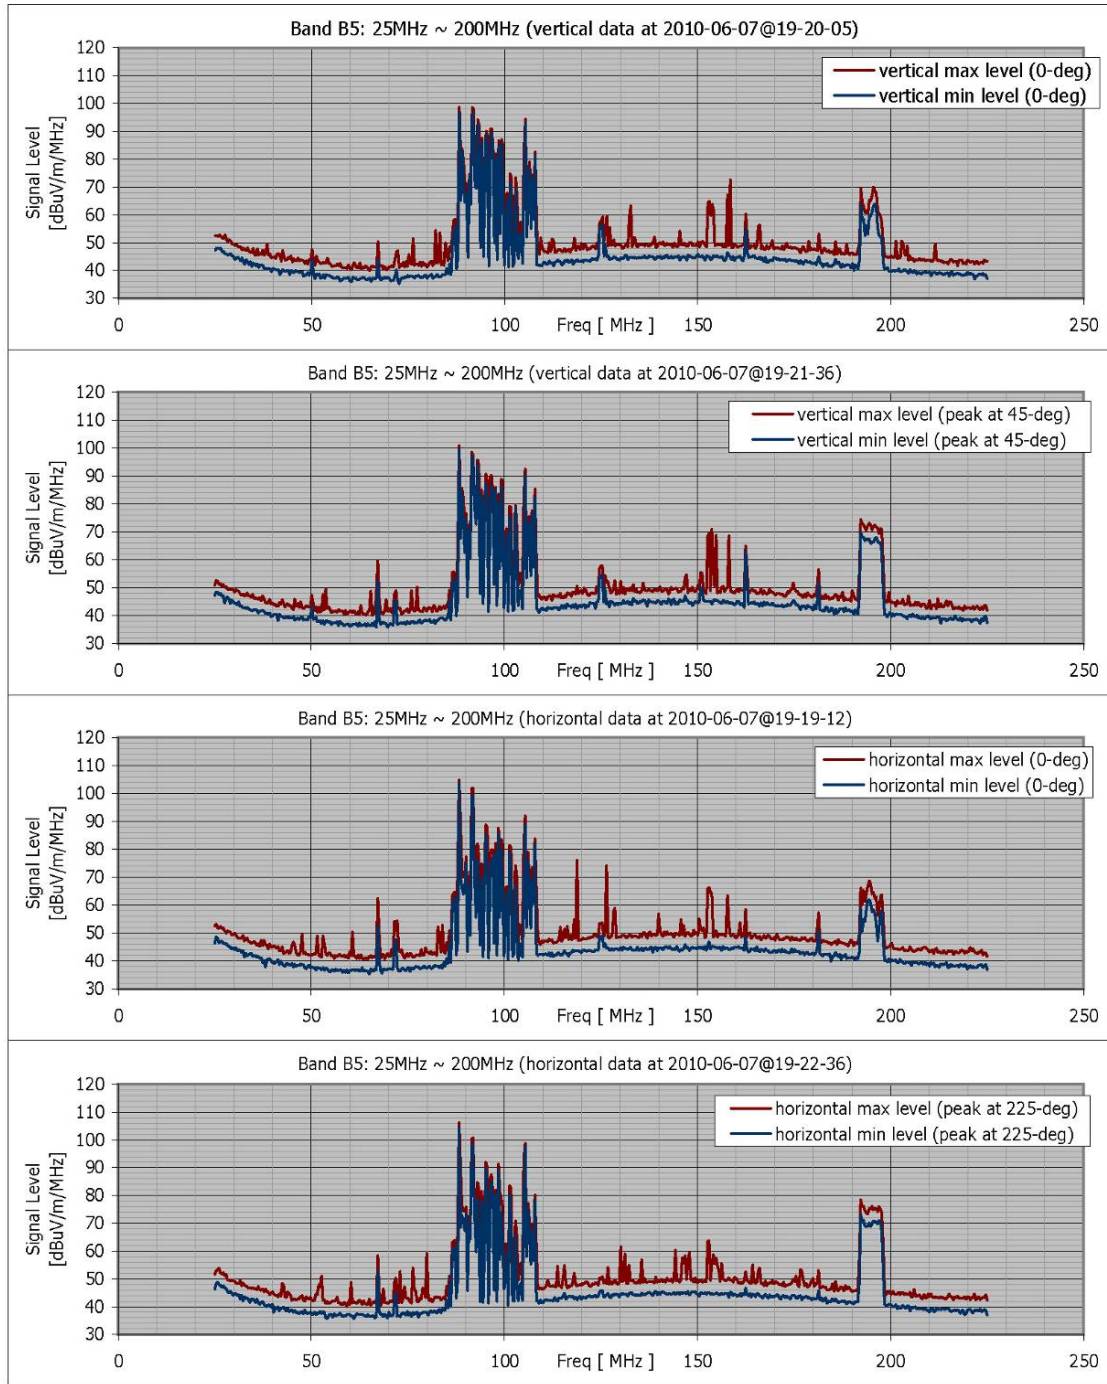 Band B5: 25MHz ~ 200MHz (vertical data at 2010-06-07@19-20-05)
120
110
100
90
80
70
60
50
40
30
Signal Level
[dBuV/m/MHz]
vertical max level (0-deg)
vertical min level (0-deg)
0
50
100
Freq [ MHz ]
150
200
250
Band B5: 25MHz ~ 200MHz (vertical data at 2010-06-07@19-21-36)
120
110
100
90
80
70
60
50
40
30
Signal Level
[dBuV/m/MHz]
vertical max level (peak at 45-deg)
vertical min level (peak at 45-deg)
0
50
100
Freq [ MHz ]
150
200
250
Band B5: 25MHz ~ 200MHz (horizontal data at 2010-06-07@19-19-12)
120
110
100
90
80
70
60
50
40
30
Signal Level
[dBuV/m/MHz]
horizontal max level (0-deg)
horizontal min level (0-deg)
0
50
100
Freq [ MHz ]
150
200
250
Band B5: 25MHz ~ 200MHz (horizontal data at 2010-06-07@19-22-36)
120
110
100
90
80
70
60
50
40
30
Signal Level
[dBuV/m/MHz]
horizontal max level (peak at 225-deg)
horizontal min level (peak at 225-deg)
0
50
100
Freq [ MHz ]
150
200
250